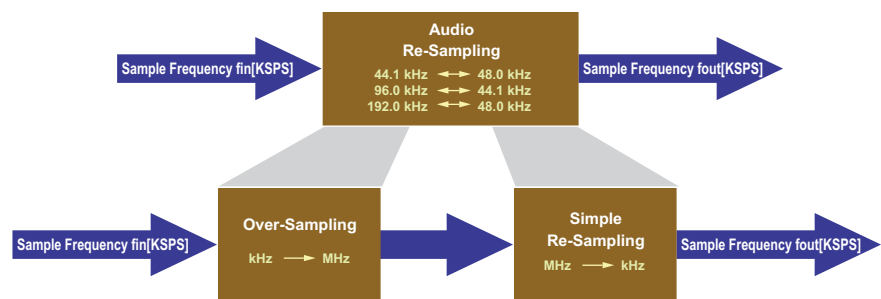 Audio
Re-Sampling
Sample Frequency fin[KSPS]
44.1 kHz ↔ 48.0 kHz
96.0 kHz ↔ 44.1 kHz
192.0 kHz ↔ 48.0 kHz
Sample Frequency fout[KSPS]
Sample Frequency fin[KSPS]
Over-Sampling
kHz → MHz
Simple
Re-Sampling
MHz → kHz
Sample Frequency fout[KSPS]